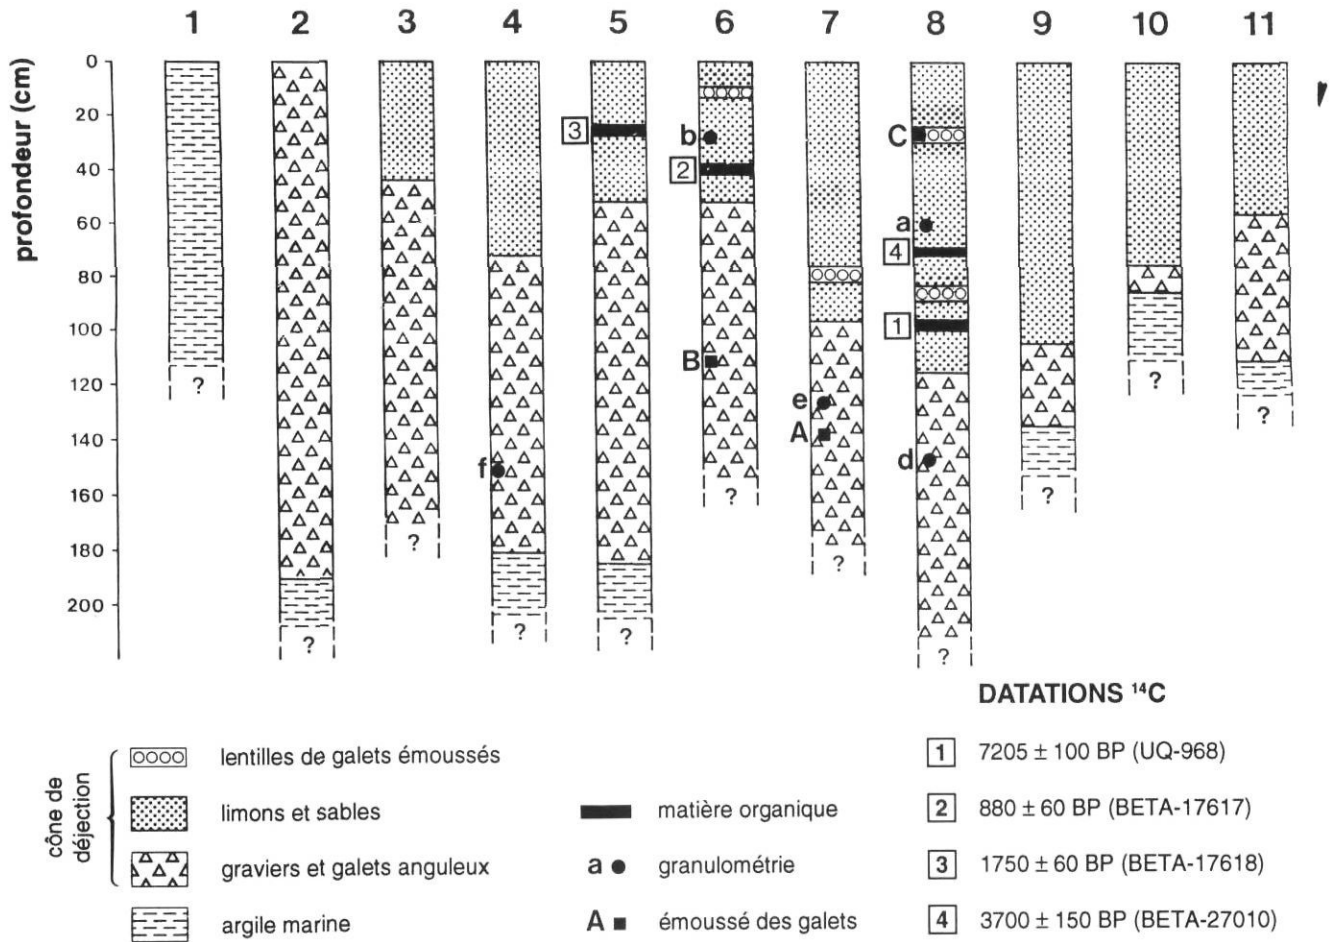 1 2 3 4 5 6 7 8 9 10 11
profondeur (cm)
0
20
40
60
80
100
120
140
160
180
200
3
b
2
B
C
a
4
1
e
A
d
f
? ? ? ? ? ? ? ? ? ? ?
DATATIONS ¹⁴C
cône de
déjection
lentilles de galets émoussés
limons et sables
graviers et galets anguleux
argile marine
matière organique
a granulométrie
A émoussé des galets
1 7205 ± 100 BP (UQ-968)
2 880 ± 60 BP (BETA-17617)
3 1750 ± 60 BP (BETA-17618)
4 3700 ± 150 BP (BETA-27010)